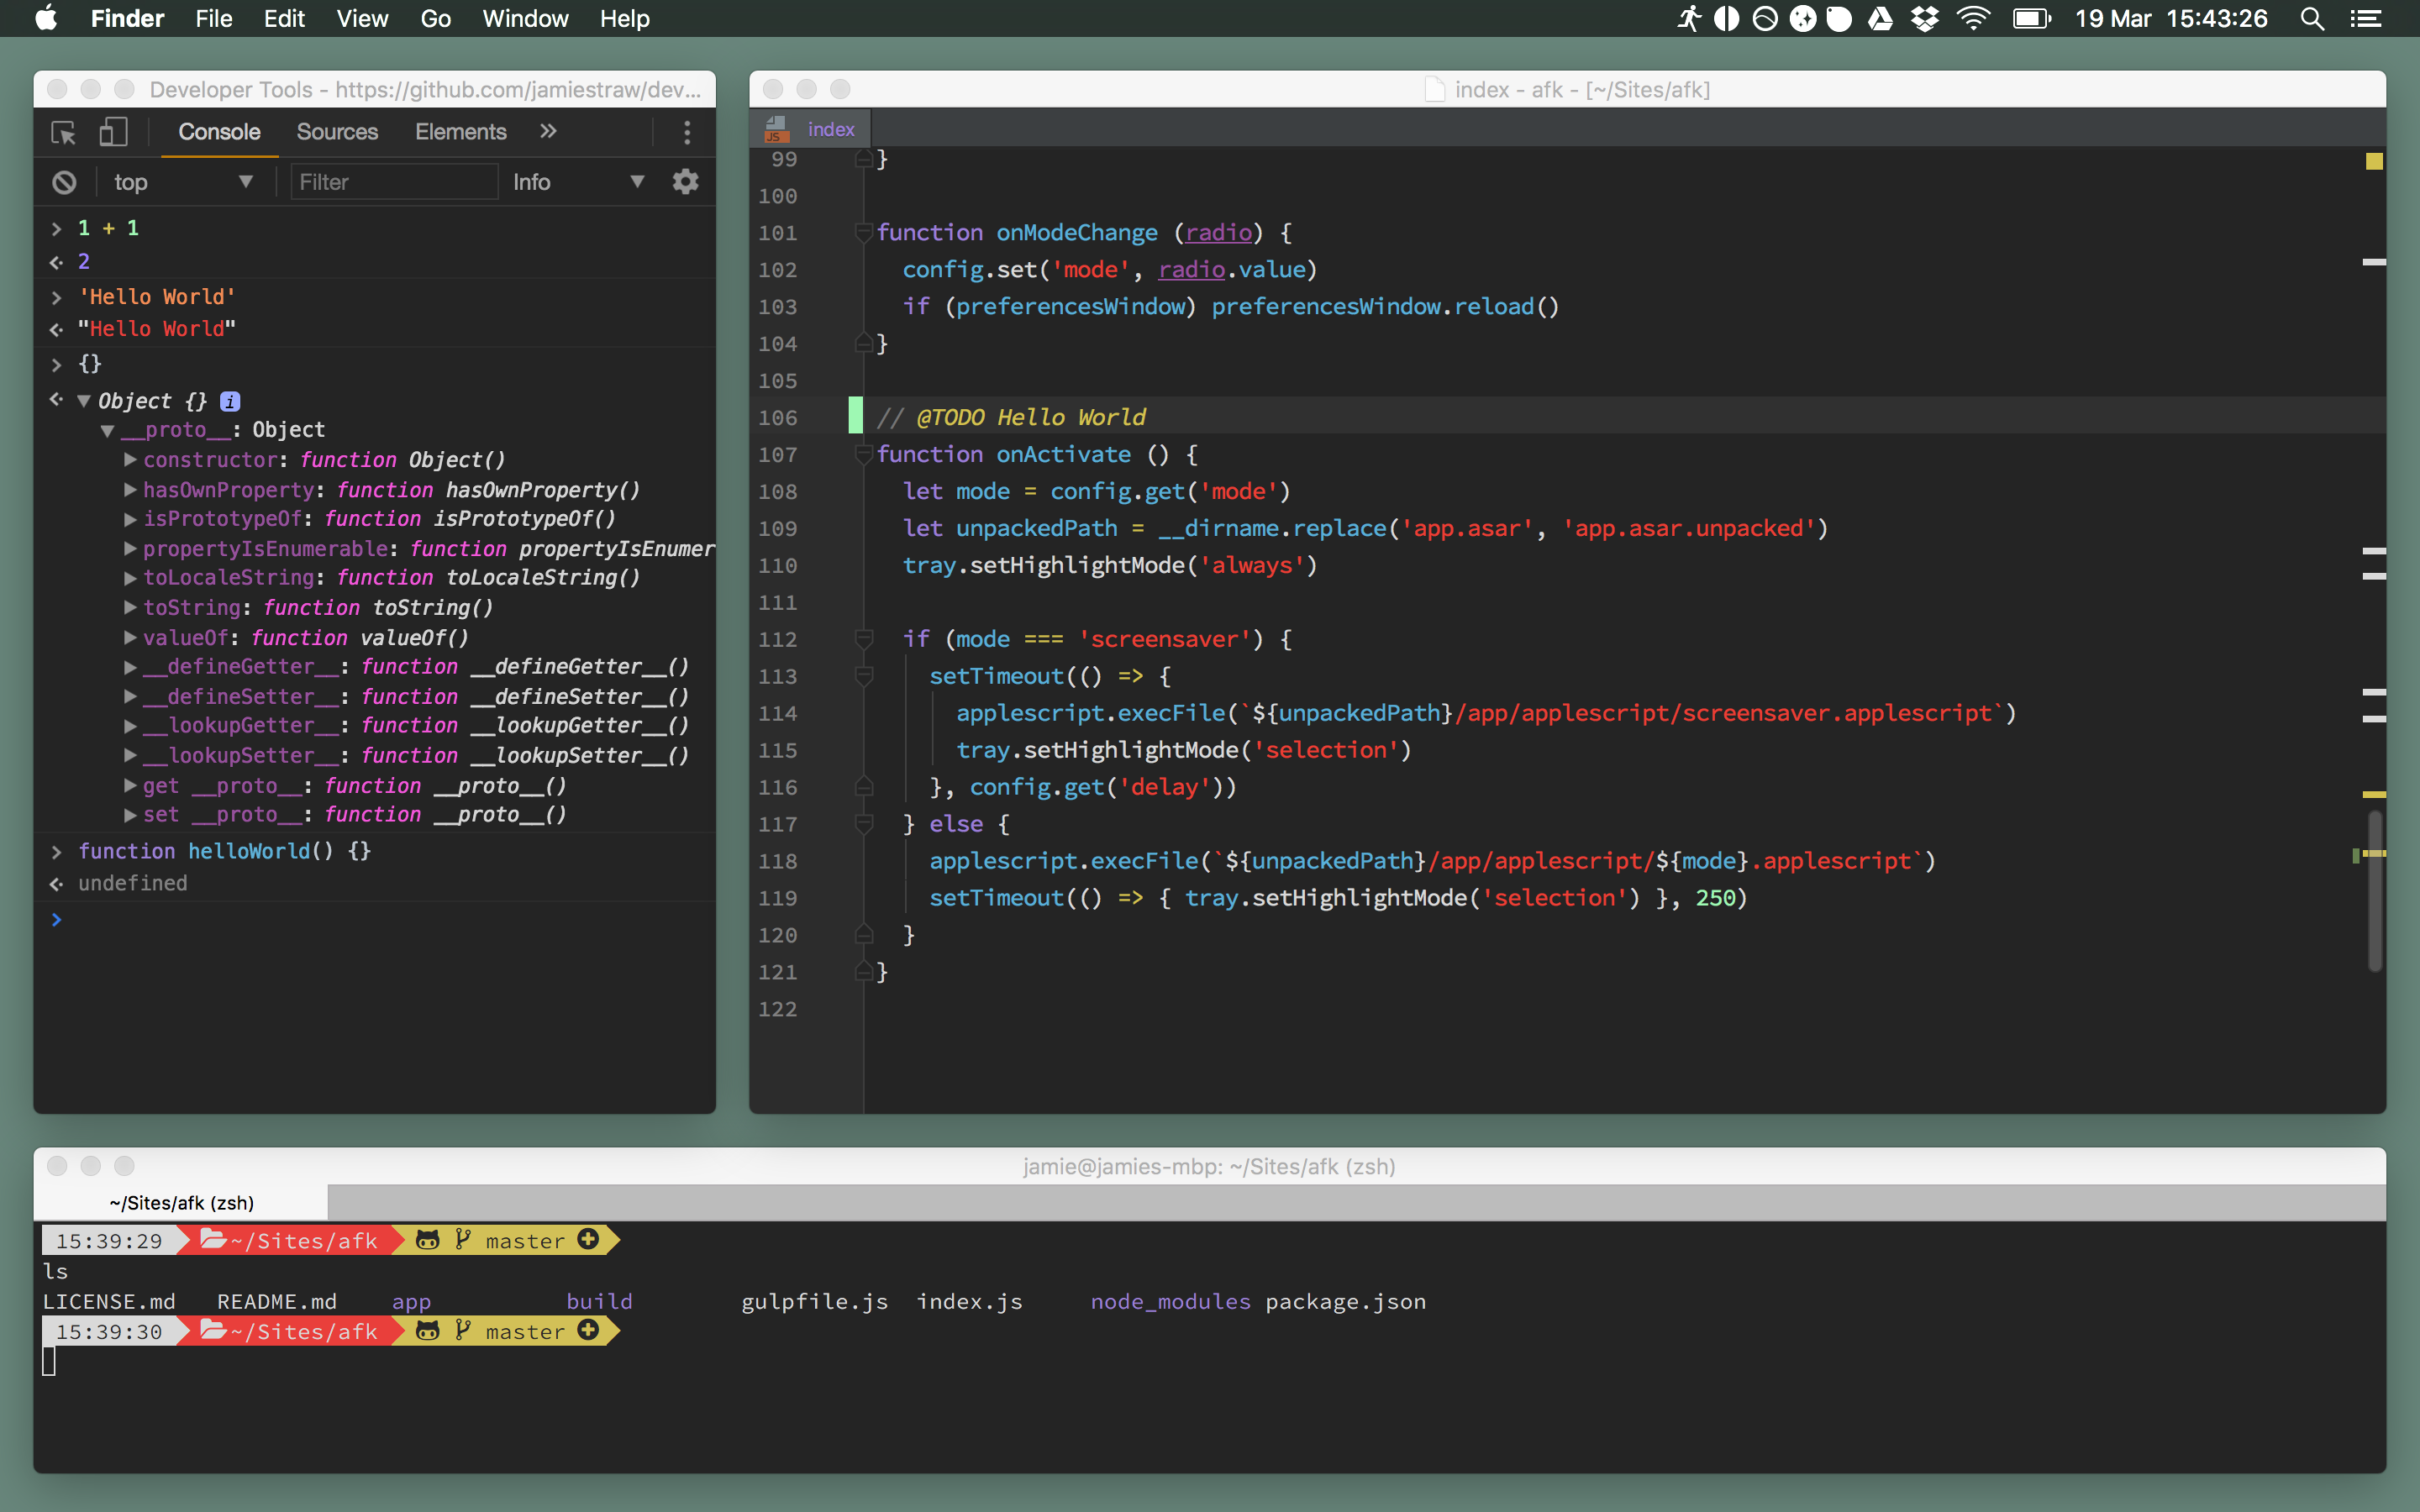 Finder File Edit View Go Window Help 19 Mar 15:43:26
Developer Tools - https://github.com/jamiestraw/dev...
Console Sources Elements »
top Filter Info
> 1 + 1
2
> 'Hello World'
"Hello World"
> {}
Object {} i
__proto__: Object
constructor: function Object()
hasOwnProperty: function hasOwnProperty()
isPrototypeOf: function isPrototypeOf()
propertyIsEnumerable: function propertyIsEnumer
toLocaleString: function toLocaleString()
toString: function toString()
valueOf: function valueOf()
__defineGetter__: function __defineGetter__()
__defineSetter__: function __defineSetter__()
__lookupGetter__: function __lookupGetter__()
__lookupSetter__: function __lookupSetter__()
get __proto__: function __proto__()
set __proto__: function __proto__()
> function helloWorld() {}
undefined
>
index - afk - [~/Sites/afk]
JS index
99 }
100
101 function onModeChange (radio) {
102   config.set('mode', radio.value)
103   if (preferencesWindow) preferencesWindow.reload()
104 }
105
106 // @TODO Hello World
107 function onActivate () {
108   let mode = config.get('mode')
109   let unpackedPath = __dirname.replace('app.asar', 'app.asar.unpacked')
110   tray.setHighlightMode('always')
111
112   if (mode === 'screensaver') {
113     setTimeout(() => {
114       applescript.execFile(`${unpackedPath}/app/applescript/screensaver.applescript`)
115       tray.setHighlightMode('selection')
116     }, config.get('delay'))
117   } else {
118     applescript.execFile(`${unpackedPath}/app/applescript/${mode}.applescript`)
119     setTimeout(() => { tray.setHighlightMode('selection') }, 250)
120   }
121 }
122
jamie@jamies-mbp: ~/Sites/afk (zsh)
~/Sites/afk (zsh)
15:39:29 ~/Sites/afk master
ls
LICENSE.md README.md app build gulpfile.js index.js node_modules package.json
15:39:30 ~/Sites/afk master